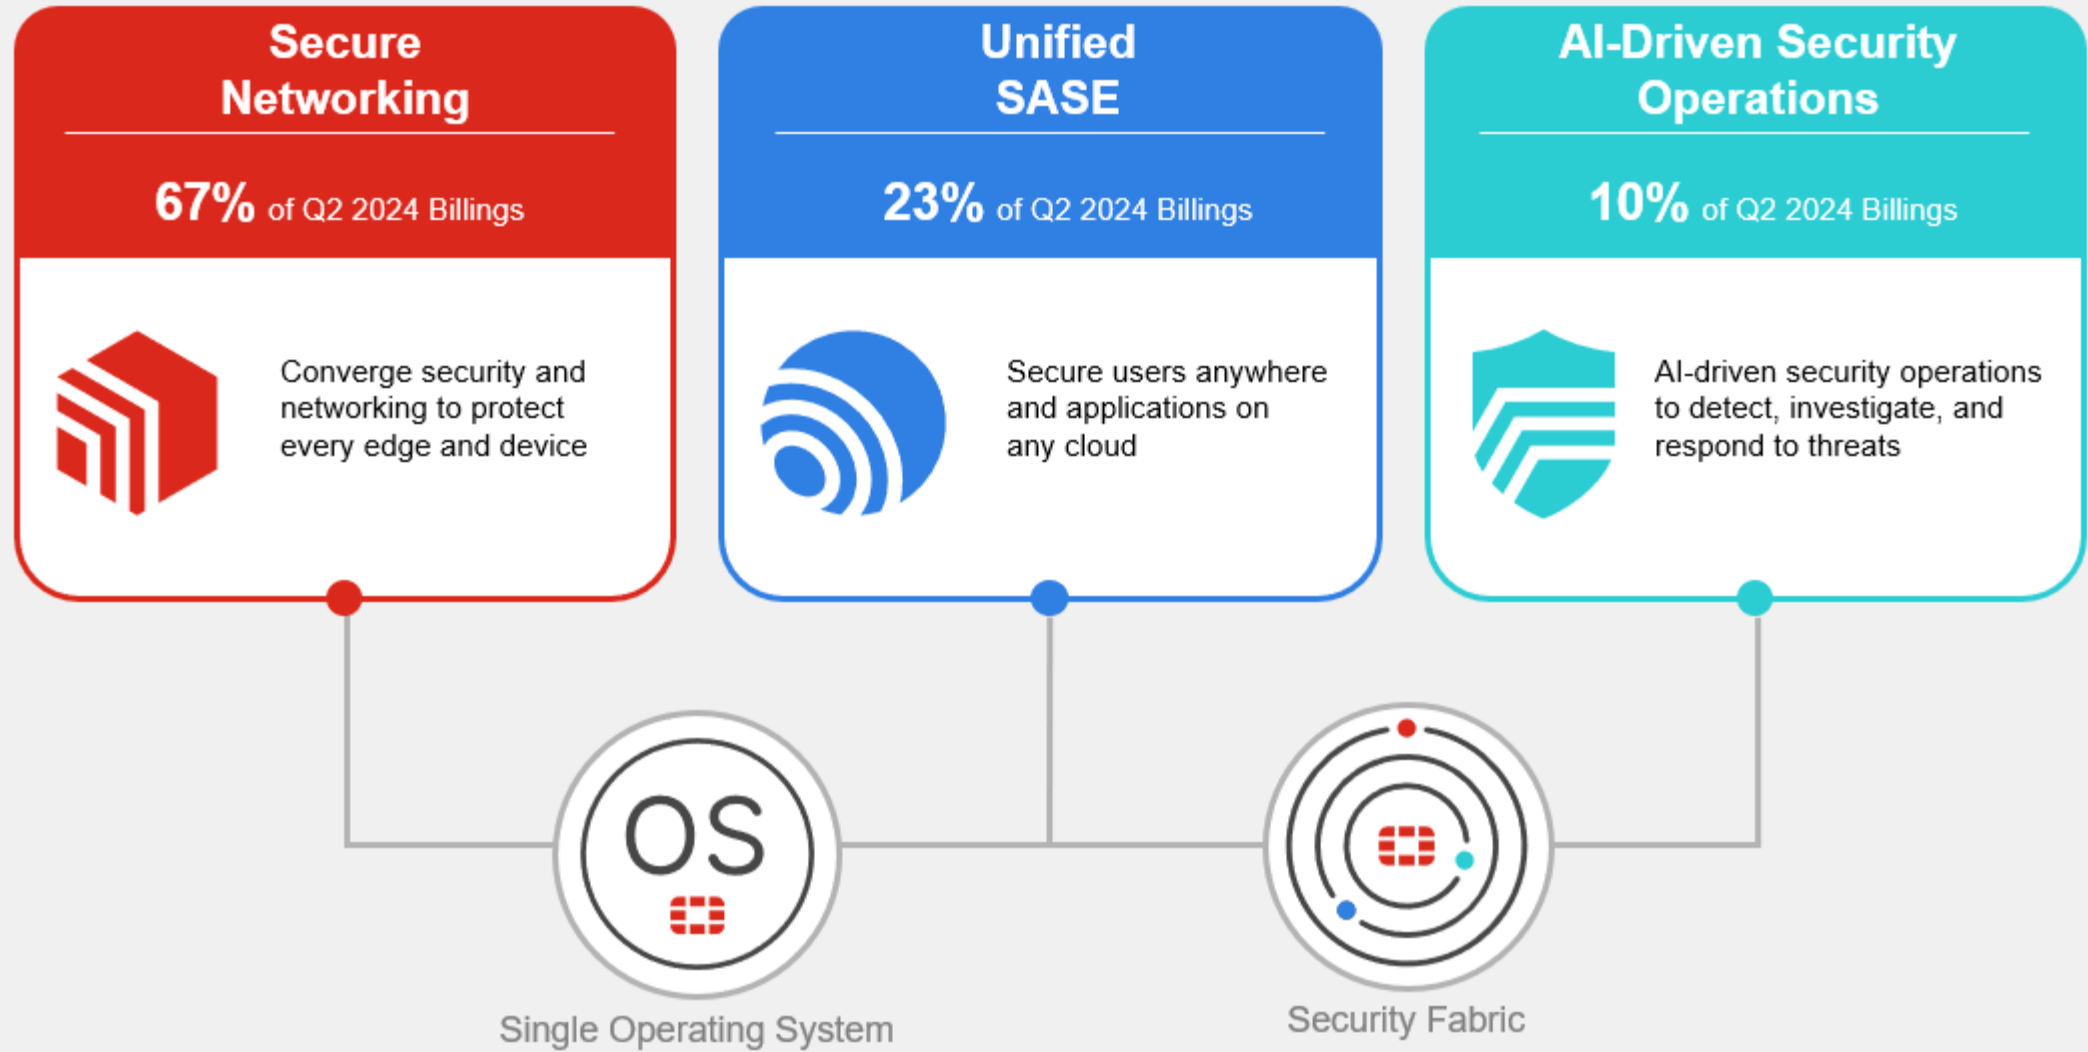 Secure
Networking
67% of Q2 2024 Billings
Converge security and
networking to protect
every edge and device
Unified
SASE
23% of Q2 2024 Billings
Secure users anywhere
and applications on
any cloud
AI-Driven Security
Operations
10% of Q2 2024 Billings
AI-driven security operations
to detect, investigate, and
respond to threats
OS
Single Operating System
Security Fabric